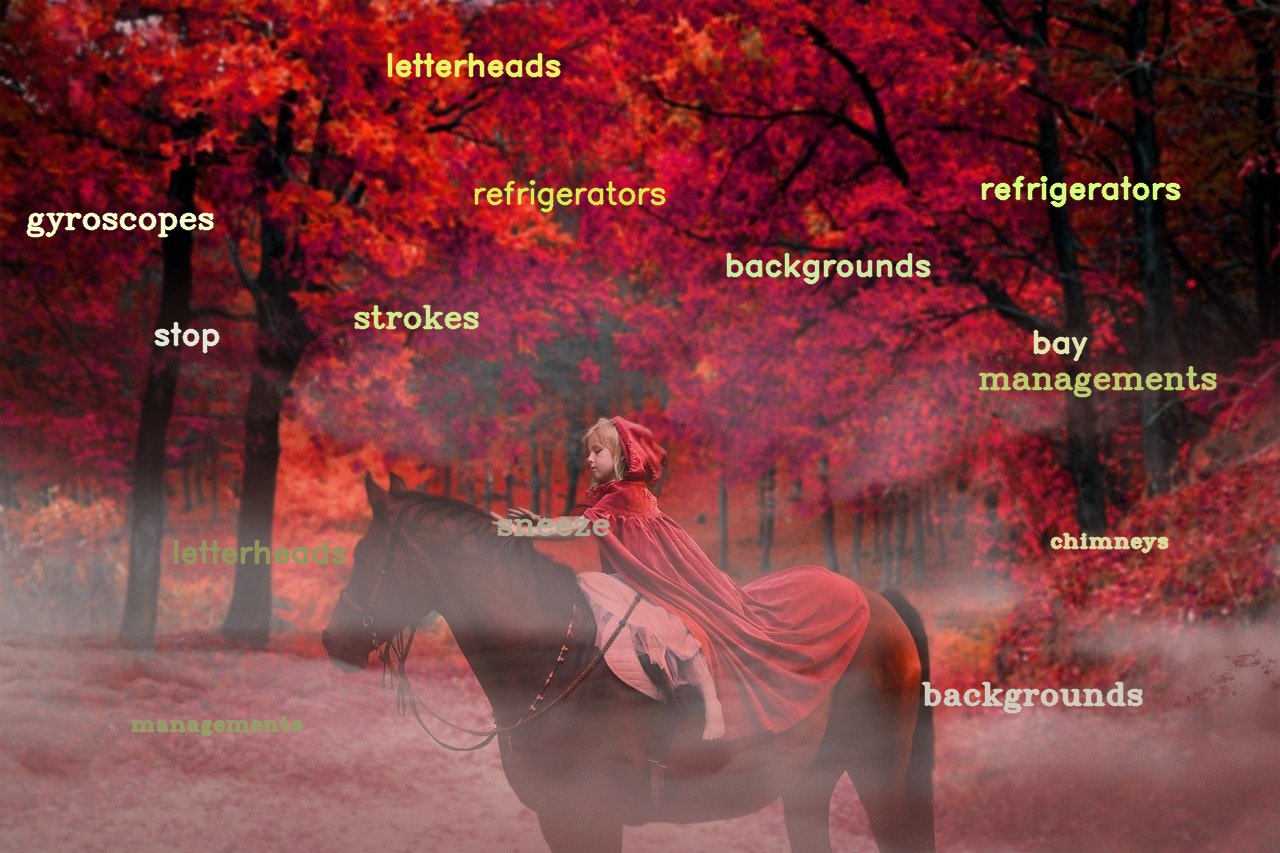 letterheads
refrigerators
refrigerators
gyroscopes
backgrounds
strokes
stop
bay
managements
sneeze
chimneys
letterheads
backgrounds
managements